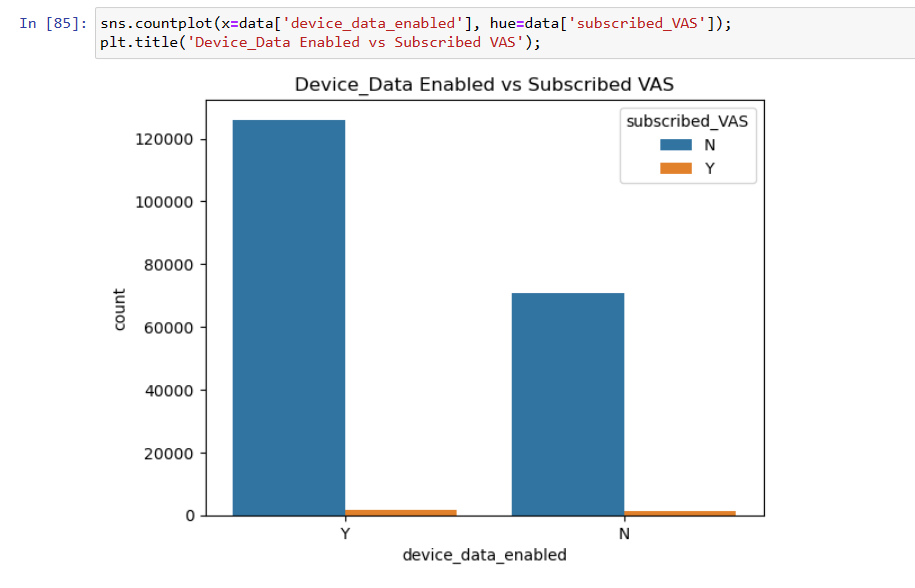 In [85]: sns.countplot(x=data['device_data_enabled'], hue=data['subscribed_VAS']);
plt.title('Device_Data Enabled vs Subscribed VAS');
Device_Data Enabled vs Subscribed VAS
subscribed_VAS
N
Y
120000
100000
80000
60000
40000
20000
0
count
Y N
device_data_enabled